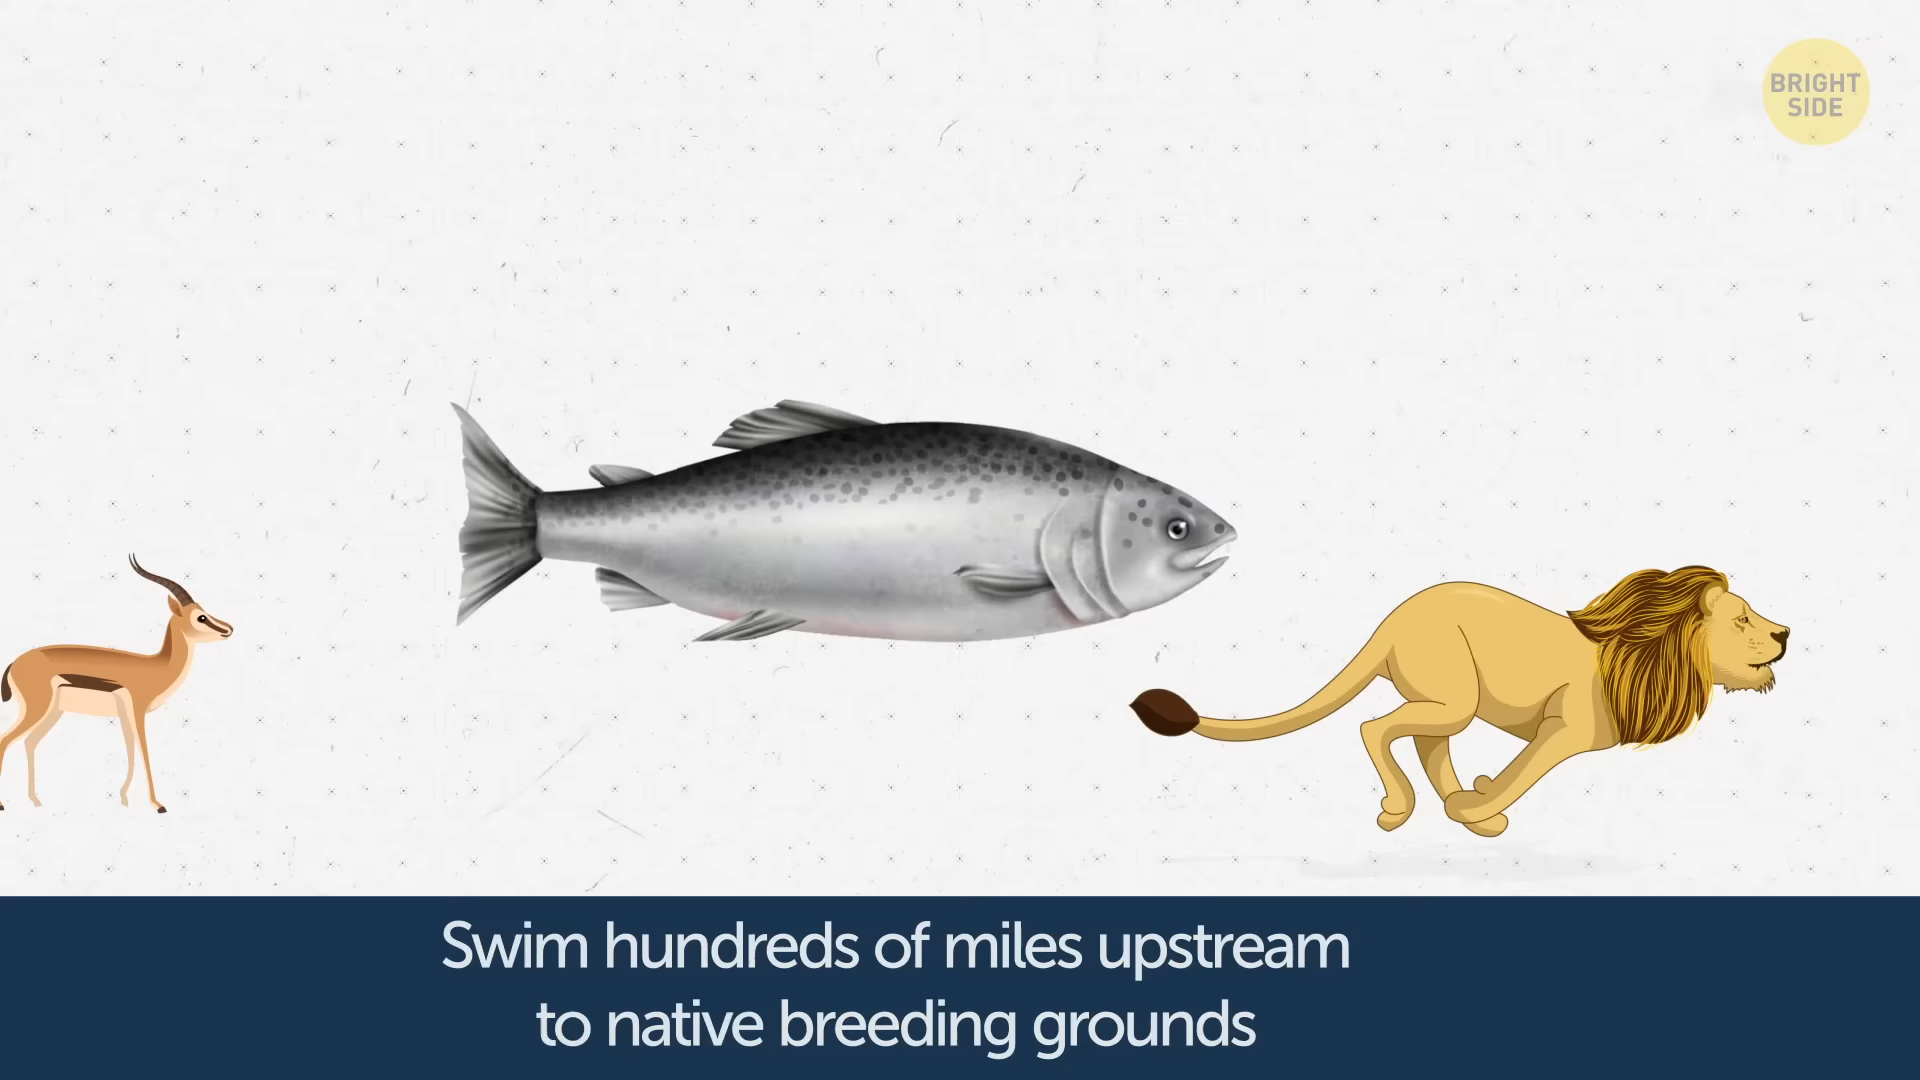 BRIGHT
SIDE
Swim hundreds of miles upstream
to native breeding grounds